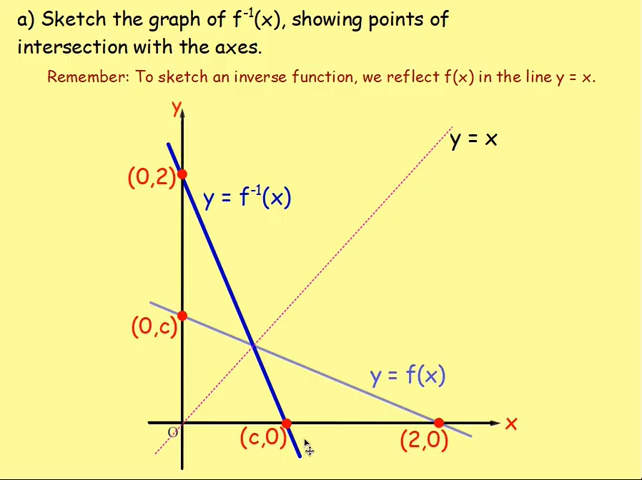 a) Sketch the graph of f⁻¹(x), showing points of
intersection with the axes.
Remember: To sketch an inverse function, we reflect f(x) in the line y = x.
y
y = x
(0,2)
y = f⁻¹(x)
(0,c)
y = f(x)
x
O
(c,0)
(2,0)